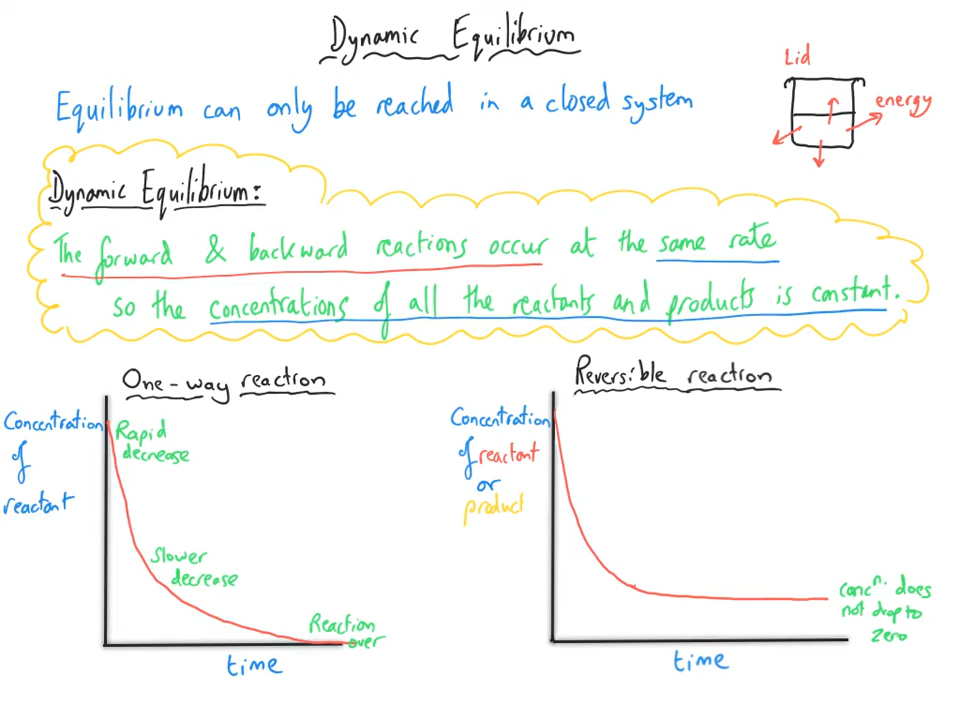 Dynamic Equilibrium
Lid
Equilibrium can only be reached in a closed system
energy
Dynamic Equilibrium:
The forward & backward reactions occur at the same rate
so the concentrations of all the reactants and products is constant.
One-way reaction
Concentration
of
reactant
Rapid
decrease
Slower
decrease
Reaction
over
time
Reversible reaction
Concentration
of reactant
or
product
Concⁿ. does
not drop to
zero
time